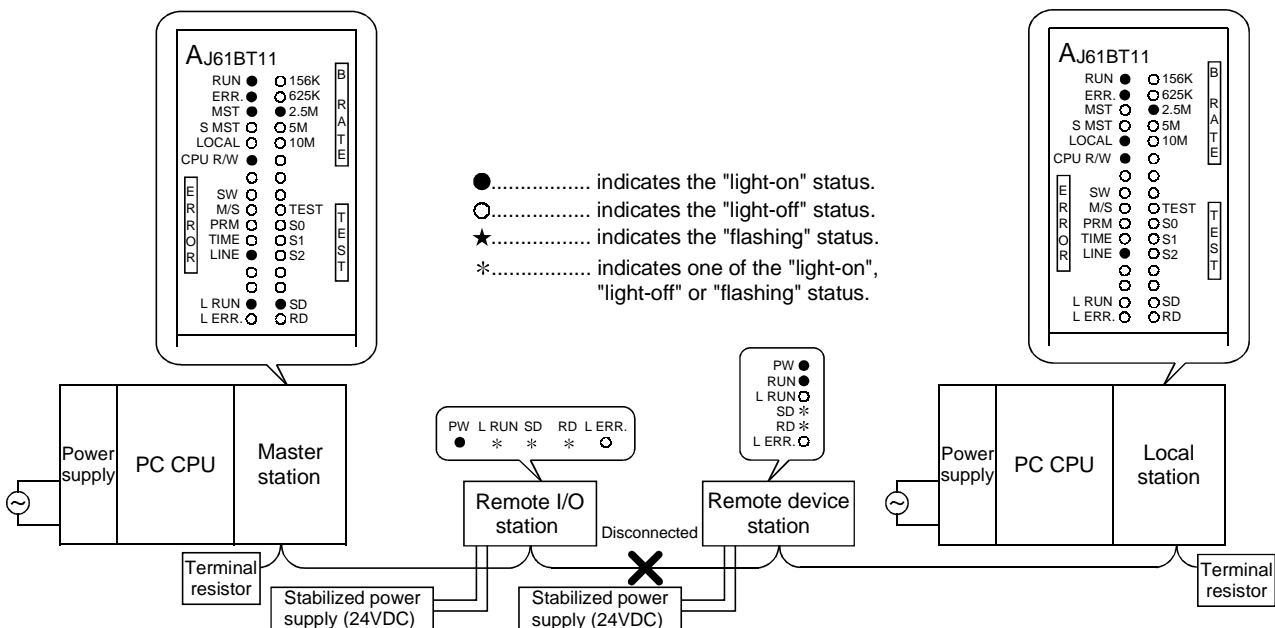 AJ61BT11
RUN ● ○ 156K
ERR. ● ○ 625K
MST ● ● 2.5M
S MST ○ ○ 5M
LOCAL ○ ○ 10M
CPU R/W ● ○
○ ○
SW ○ ○
M/S ○ ○ TEST
PRM ○ ○ S0
TIME ○ ○ S1
LINE ● ○ S2
○ ○
○ ○
L RUN ● ● SD
L ERR. ○ ○ RD
B RATE
ERROR
TEST
●................. indicates the "light-on" status.
○................. indicates the "light-off" status.
★................. indicates the "flashing" status.
*.................. indicates one of the "light-on",
"light-off" or "flashing" status.
AJ61BT11
RUN ● ○ 156K
ERR. ● ○ 625K
MST ○ ● 2.5M
S MST ○ ○ 5M
LOCAL ● ○ 10M
CPU R/W ● ○
○ ○
SW ○ ○
M/S ○ ○ TEST
PRM ○ ○ S0
TIME ○ ○ S1
LINE ● ○ S2
○ ○
○ ○
L RUN ○ ○ SD
L ERR. ○ ○ RD
B RATE
ERROR
TEST
Power
supply
PC CPU
Master
station
Terminal
resistor
PW L RUN SD RD L ERR.
● * * * ○
Remote I/O
station
Stabilized power
supply (24VDC)
Disconnected
PW ●
RUN ●
L RUN ○
SD *
RD *
L ERR. ○
Remote device
station
Stabilized power
supply (24VDC)
Power
supply
PC CPU
Local
station
Terminal
resistor